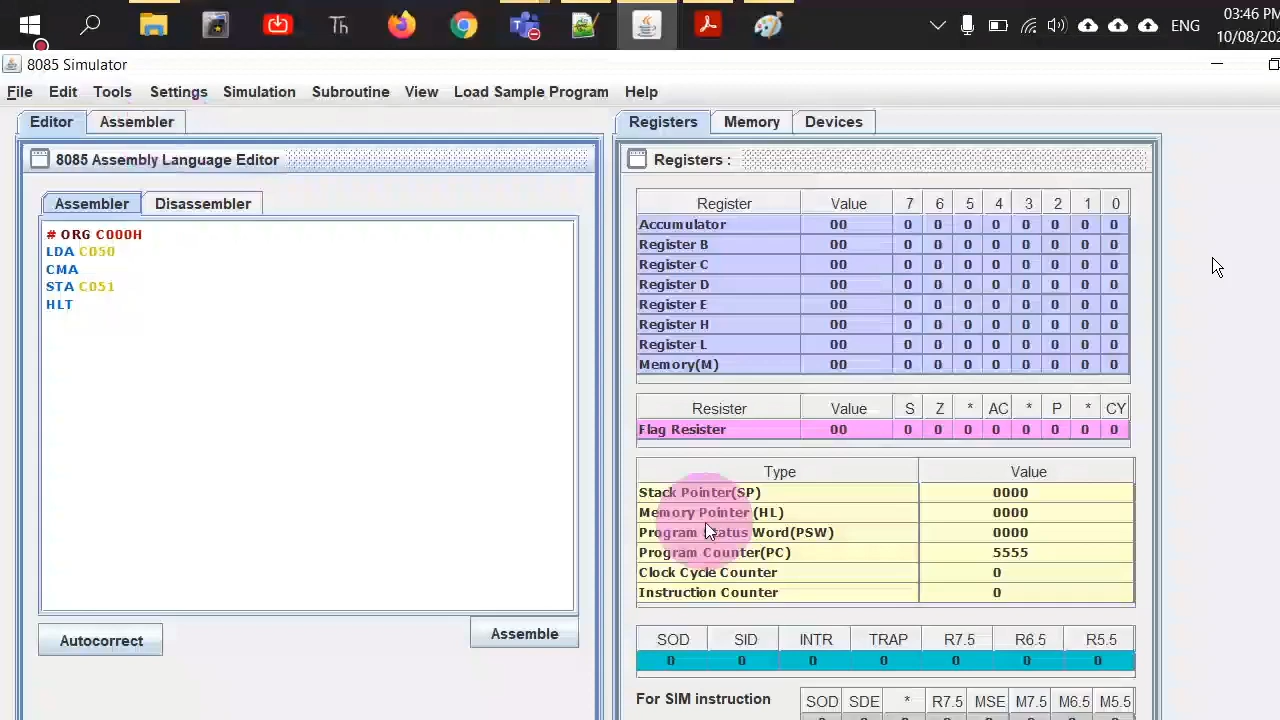 Th
ENG
03:46 PM
10/08/202
8085 Simulator
File Edit Tools Settings Simulation Subroutine View Load Sample Program Help
Editor Assembler
8085 Assembly Language Editor
Assembler Disassembler
# ORG C000H
LDA C050
CMA
STA C051
HLT
Autocorrect
Assemble
Registers Memory Devices
Registers :
Register Value 7 6 5 4 3 2 1 0
Accumulator 00 0 0 0 0 0 0 0 0
Register B 00 0 0 0 0 0 0 0 0
Register C 00 0 0 0 0 0 0 0 0
Register D 00 0 0 0 0 0 0 0 0
Register E 00 0 0 0 0 0 0 0 0
Register H 00 0 0 0 0 0 0 0 0
Register L 00 0 0 0 0 0 0 0 0
Memory(M) 00 0 0 0 0 0 0 0 0
Resister Value S Z * AC * P * CY
Flag Resister 00 0 0 0 0 0 0 0 0
Type Value
Stack Pointer(SP) 0000
Memory Pointer (HL) 0000
Program Status Word(PSW) 0000
Program Counter(PC) 5555
Clock Cycle Counter 0
Instruction Counter 0
SOD SID INTR TRAP R7.5 R6.5 R5.5
0 0 0 0 0 0 0
For SIM instruction SOD SDE * R7.5 MSE M7.5 M6.5 M5.5